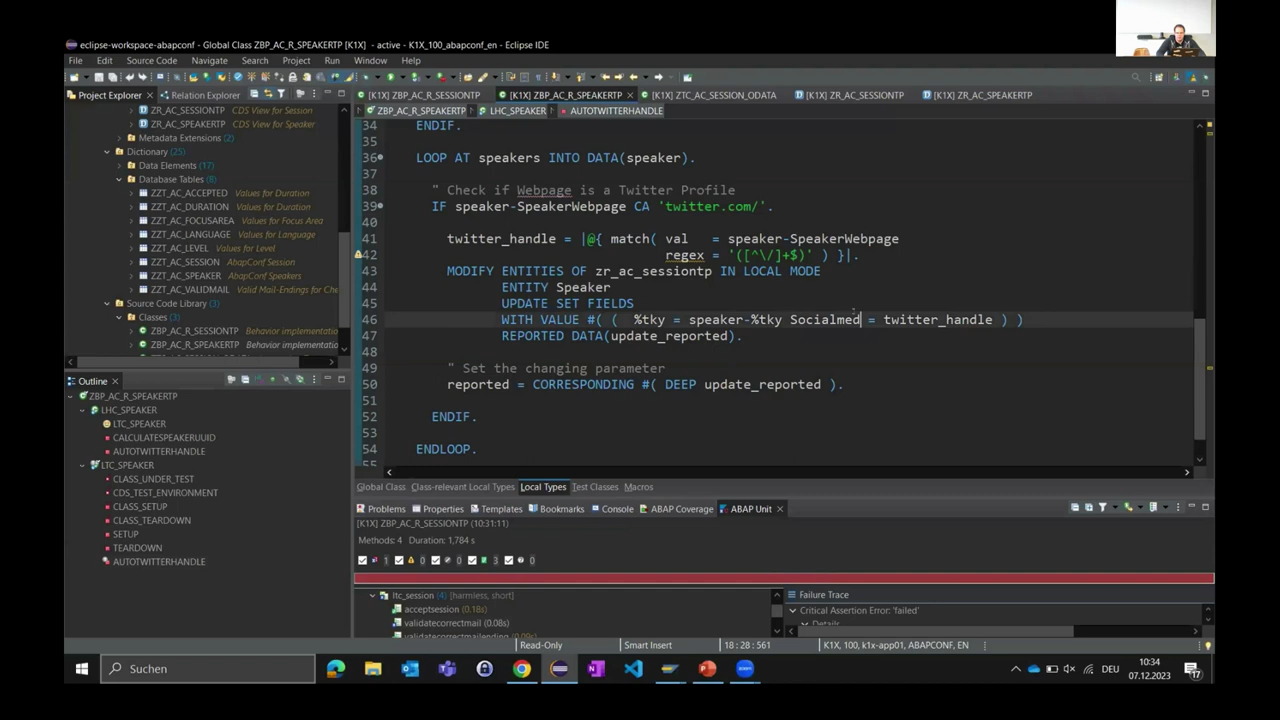 eclipse-workspace-abapconf - Global Class ZBP_AC_R_SPEAKERTP [K1X] - active - K1X_100_abapconf_en - Eclipse IDE
File Edit Source Code Navigate Search Project Run Window Help
Project Explorer Relation Explorer
[K1X] ZBP_AC_R_SESSIONTP [K1X] ZBP_AC_R_SPEAKERTP [K1X] ZTC_AC_SESSION_ODATA [K1X] ZR_AC_SESSIONTP [K1X] ZR_AC_SPEAKERTP
ZBP_AC_R_SPEAKERTP LHC_SPEAKER AUTOTWITTERHANDLE
ZR_AC_SESSIONTP CDS View for Session
ZR_AC_SPEAKERTP CDS View for Speaker
Metadata Extensions (2)
Dictionary (25)
Data Elements (17)
Database Tables (8)
ZZT_AC_ACCEPTED Values for Duration
ZZT_AC_DURATION Values for Duration
ZZT_AC_FOCUSAREA Values for Focus Area
ZZT_AC_LANGUAGE Values for Language
ZZT_AC_LEVEL Values for Level
ZZT_AC_SESSION AbapConf Session
ZZT_AC_SPEAKER AbapConf Speakers
ZZT_AC_VALIDMAIL Valid Mail-Endings for Che
Source Code Library (3)
Classes (2)
ZBP_AC_R_SESSIONTP Behavior implementatio
ZBP_AC_R_SPEAKERTP Behavior implementatio
34 ENDIF.
35
36 LOOP AT speakers INTO DATA(speaker).
37
38 " Check if Webpage is a Twitter Profile
39 IF speaker-SpeakerWebpage CA 'twitter.com/'.
40
41 twitter_handle = |@{ match( val = speaker-SpeakerWebpage
42 regex = '([^\/]+$)' ) }|.
43 MODIFY ENTITIES OF zr_ac_sessiontp IN LOCAL MODE
44 ENTITY Speaker
45 UPDATE SET FIELDS
46 WITH VALUE #( ( %tky = speaker-%tky Socialmed = twitter_handle ) )
47 REPORTED DATA(update_reported).
48
49 " Set the changing parameter
50 reported = CORRESPONDING #( DEEP update_reported ).
51
52 ENDIF.
53
54 ENDLOOP.
55
Outline
ZBP_AC_R_SPEAKERTP
LHC_SPEAKER
LTC_SPEAKER
CALCULATESPEAKERUUID
AUTOTWITTERHANDLE
LTC_SPEAKER
CLASS_UNDER_TEST
CDS_TEST_ENVIRONMENT
CLASS_SETUP
CLASS_TEARDOWN
SETUP
TEARDOWN
AUTOTWITTERHANDLE
Global Class Class-relevant Local Types Local Types Test Classes Macros
Problems Properties Templates Bookmarks Console ABAP Coverage ABAP Unit
[K1X] ZBP_AC_R_SESSIONTP (10:31:11)
Methods: 4 Duration: 1,784 s
1 0 0 3 0
ltc_session (4) [harmless, short]
acceptsession (0.18s)
validatecorrectmail (0.08s)
validatecorrectmailending (0.09s)
Failure Trace
Critical Assertion Error: 'failed'
Details
Read-Only Smart Insert 18 : 28 : 561 K1X, 100, k1x-app01, ABAPCONF, EN
Suchen
DEU 10:34
07.12.2023
17